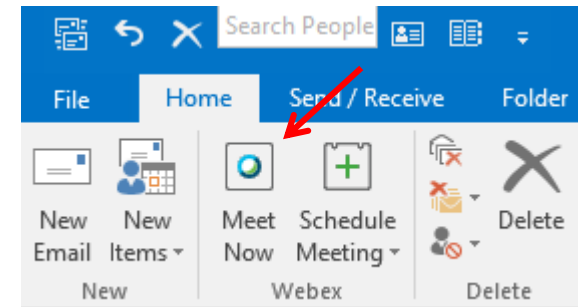 Search People
File Home Send / Receive Folder
New Email
New Items
Meet Now
Schedule Meeting
Delete
New Webex Delete